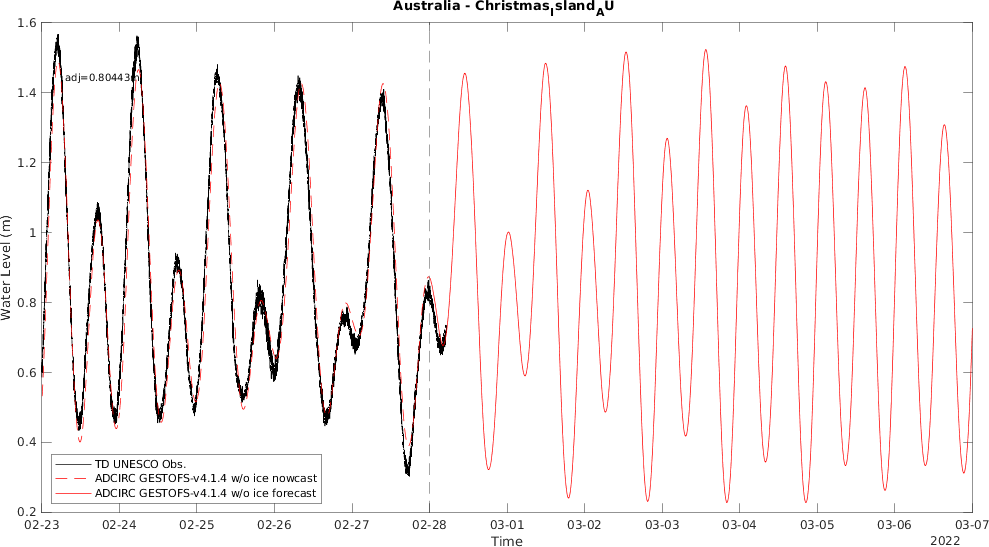 Australia - ChristmasIslandAU
1.6
1.4
1.2
1
0.8
0.6
0.4
0.2
Water Level (m)
adj=0.80443m
TD UNESCO Obs.
ADCIRC GESTOFS-v4.1.4 w/o ice nowcast
ADCIRC GESTOFS-v4.1.4 w/o ice forecast
02-23 02-24 02-25 02-26 02-27 02-28 03-01 03-02 03-03 03-04 03-05 03-06 03-07
Time
2022